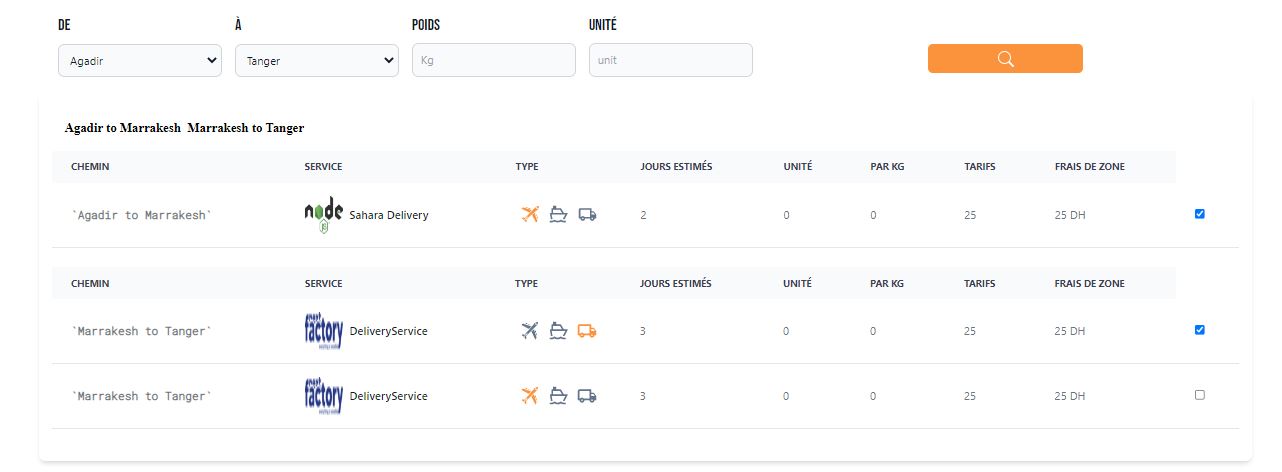 DE À POIDS UNITÉ
Agadir Tanger Kg unit
Agadir to Marrakesh Marrakesh to Tanger
CHEMIN SERVICE TYPE JOURS ESTIMÉS UNITÉ PAR KG TARIFS FRAIS DE ZONE
`Agadir to Marrakesh` node JS Sahara Delivery 2 0 0 25 25 DH
CHEMIN SERVICE TYPE JOURS ESTIMÉS UNITÉ PAR KG TARIFS FRAIS DE ZONE
`Marrakesh to Tanger` factory DeliveryService 3 0 0 25 25 DH
`Marrakesh to Tanger` factory DeliveryService 3 0 0 25 25 DH